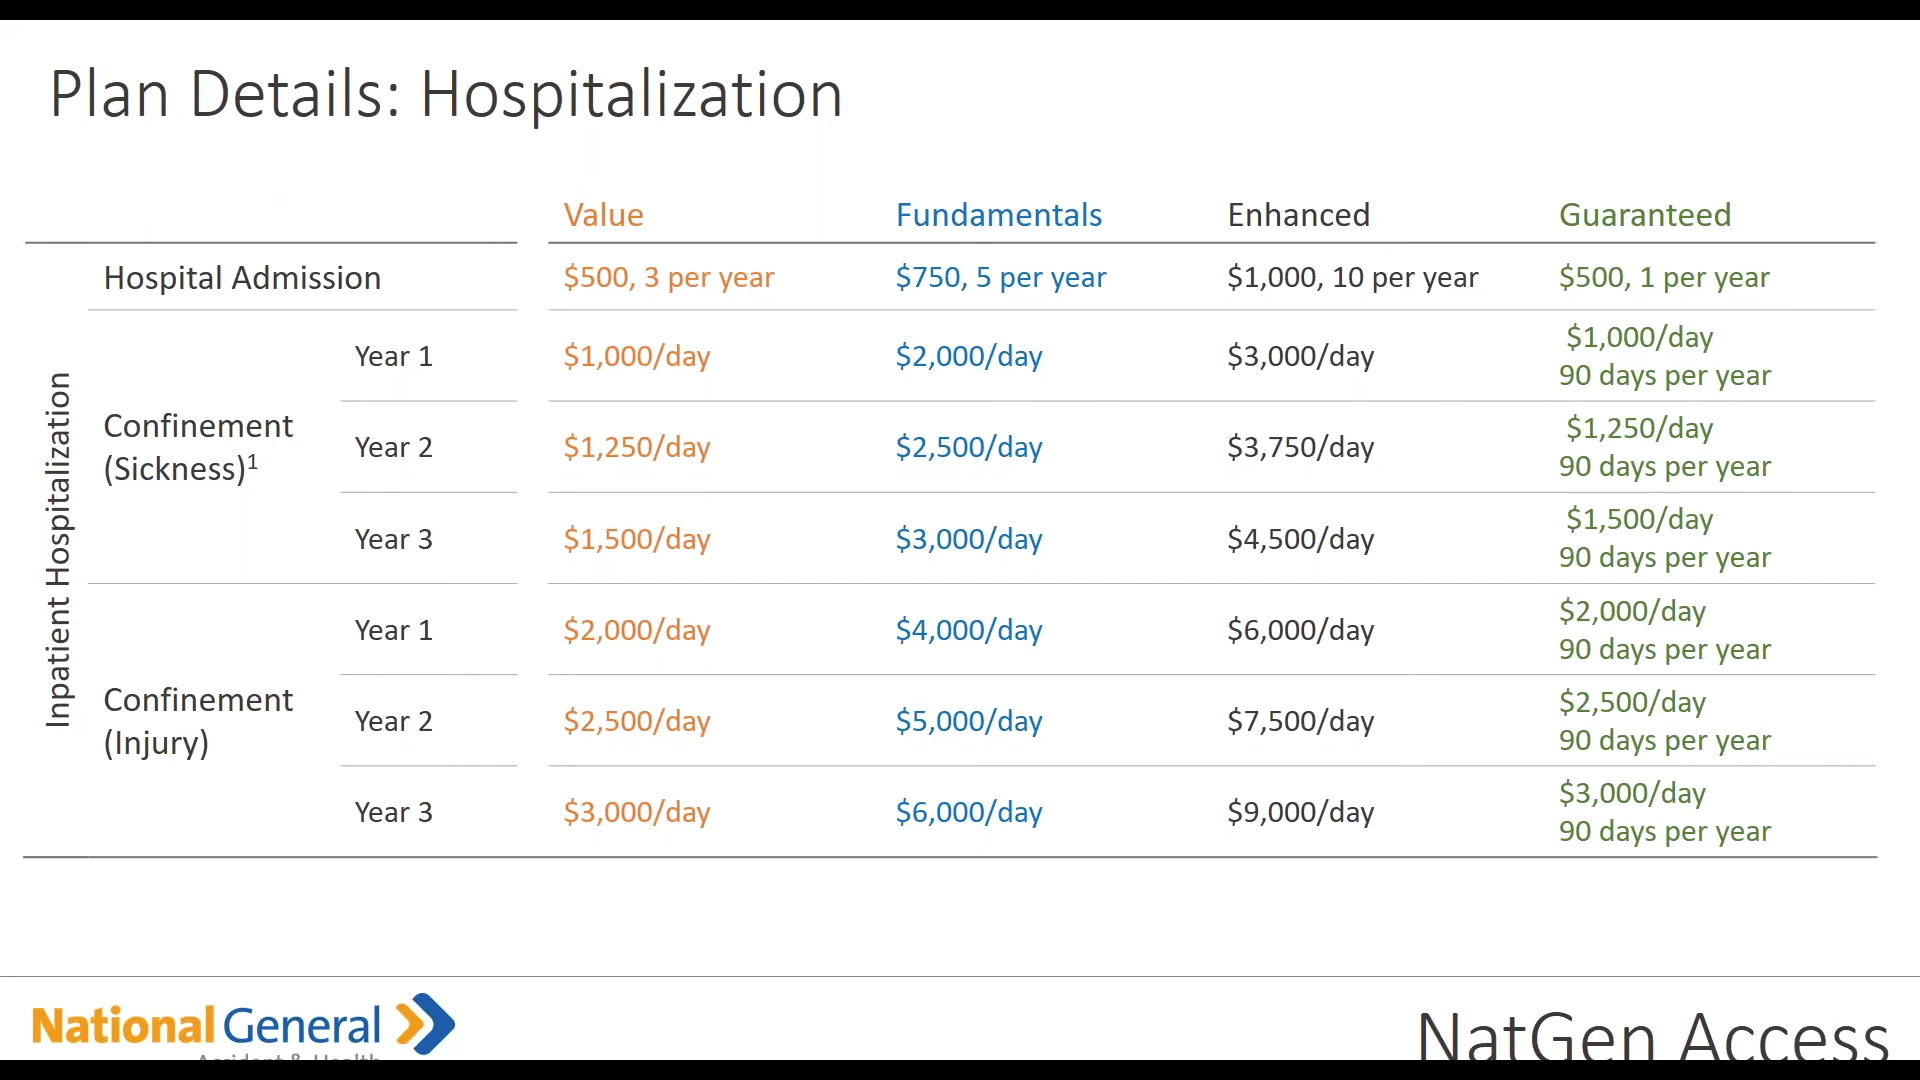 Plan Details: Hospitalization
Value Fundamentals Enhanced Guaranteed
Inpatient Hospitalization
Hospital Admission $500, 3 per year $750, 5 per year $1,000, 10 per year $500, 1 per year
Confinement
(Sickness)¹
Year 1 $1,000/day $2,000/day $3,000/day $1,000/day
90 days per year
Year 2 $1,250/day $2,500/day $3,750/day $1,250/day
90 days per year
Year 3 $1,500/day $3,000/day $4,500/day $1,500/day
90 days per year
Confinement
(Injury)
Year 1 $2,000/day $4,000/day $6,000/day $2,000/day
90 days per year
Year 2 $2,500/day $5,000/day $7,500/day $2,500/day
90 days per year
Year 3 $3,000/day $6,000/day $9,000/day $3,000/day
90 days per year
National General
Accident & Health
NatGen Access